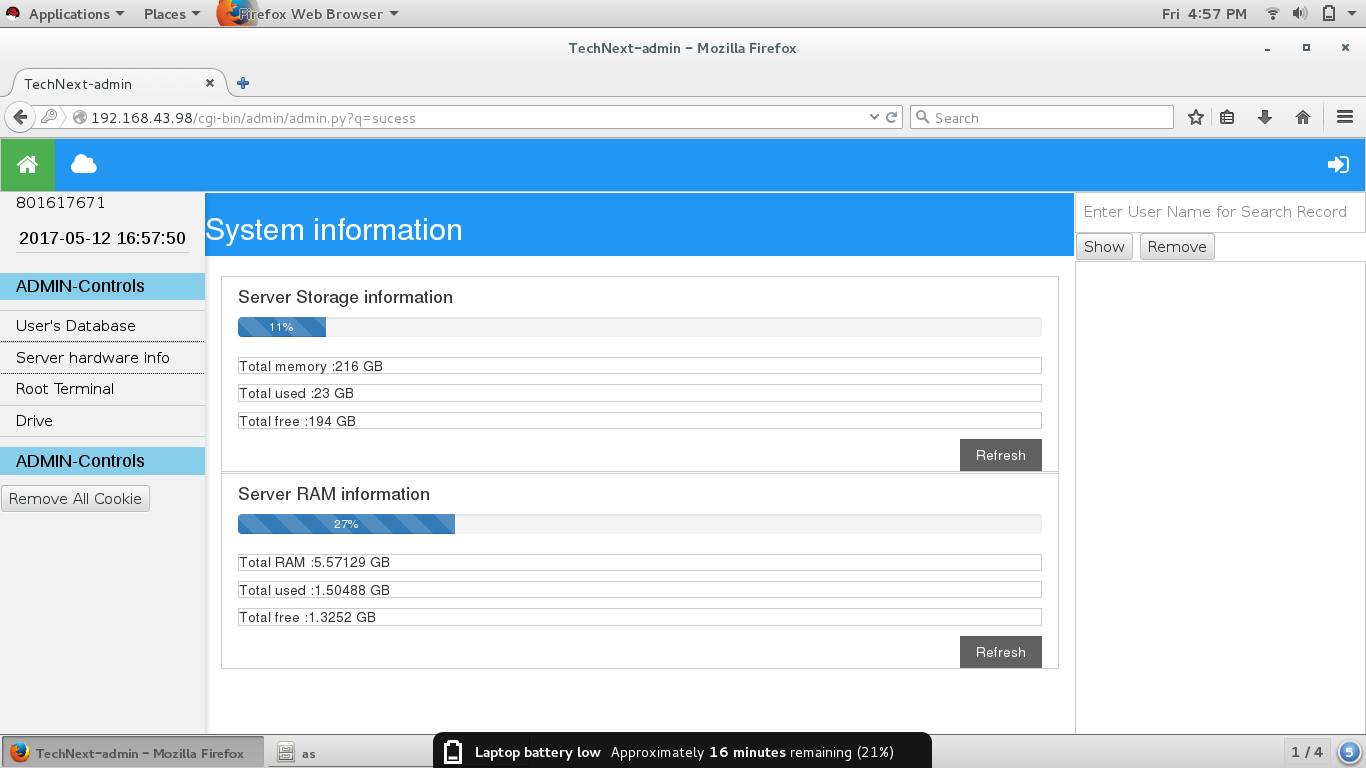 Applications Places Firefox Web Browser Fri 4:57 PM
TechNext-admin - Mozilla Firefox
TechNext-admin
192.168.43.98/cgi-bin/admin/admin.py?q=sucess Search
801617671
2017-05-12 16:57:50
ADMIN-Controls
User's Database
Server hardware info
Root Terminal
Drive
ADMIN-Controls
Remove All Cookie
System information
Server Storage information
11%
Total memory :216 GB
Total used :23 GB
Total free :194 GB
Refresh
Server RAM information
27%
Total RAM :5.57129 GB
Total used :1.50488 GB
Total free :1.3252 GB
Refresh
Enter User Name for Search Record
Show Remove
TechNext-admin - Mozilla Firefox as
Laptop battery low Approximately 16 minutes remaining (21%)
1 / 4 5